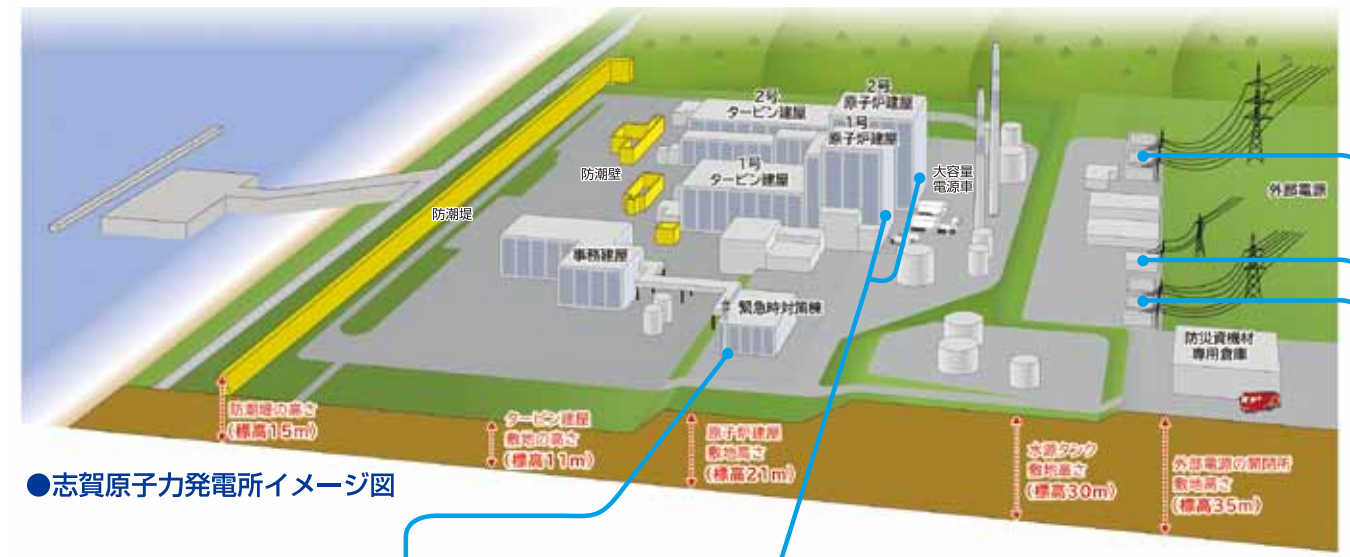 2号
タービン建屋
2号
原子炉建屋
1号
原子炉建屋
1号
タービン建屋
大容量
電源車
防潮壁
防潮堤
外部電源
事務建屋
緊急時対策棟
防災資機材
専用倉庫
防潮堤の高さ
(標高15m)
タービン建屋
敷地の高さ
(標高11m)
原子炉建屋
敷地高さ
(標高21m)
水源タンク
敷地高さ
(標高30m)
外部電源の開閉所
敷地高さ
(標高35m)
●志賀原子力発電所イメージ図